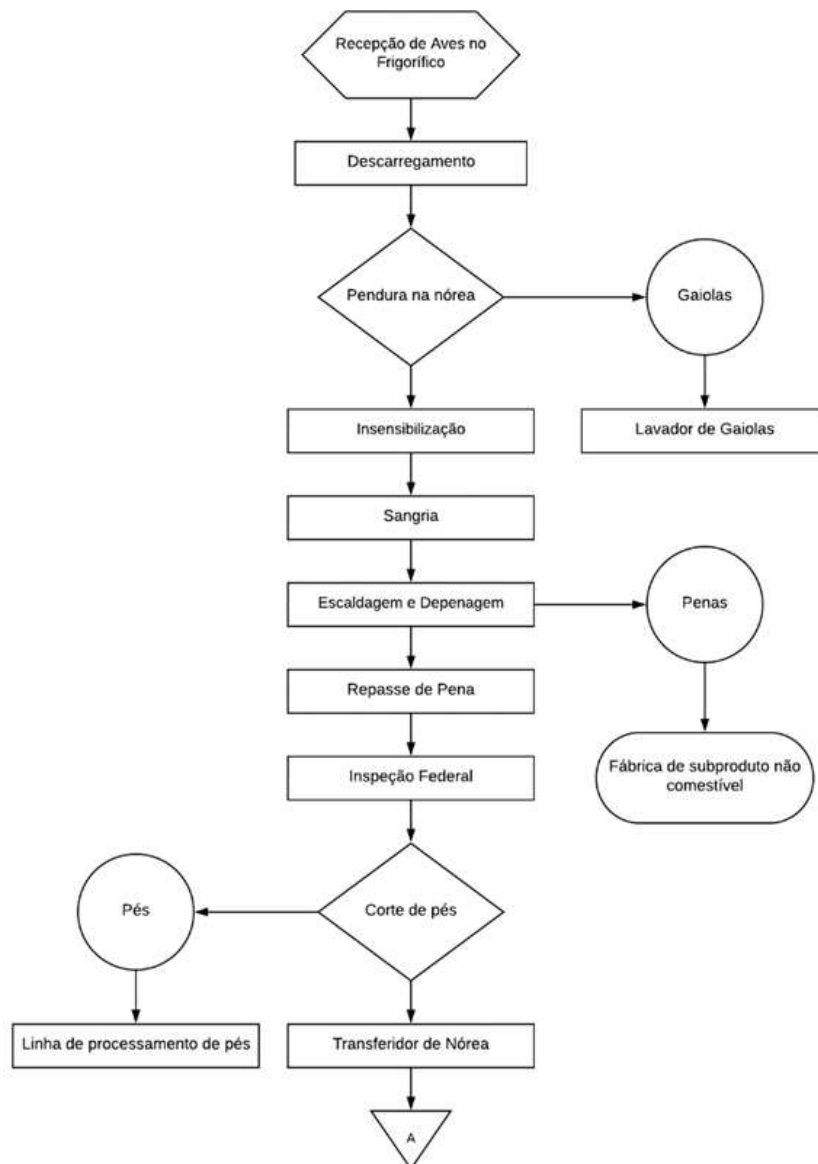 Recepção de Aves no
Frigorífico
Descarregamento
Pendura na nórea
Gaiolas
Insensibilização
Lavador de Gaiolas
Sangria
Escaldagem e Depenagem
Penas
Repasse de Pena
Inspeção Federal
Fábrica de subproduto não
comestível
Pés
Corte de pés
Linha de processamento de pés
Transferidor de Nórea
A